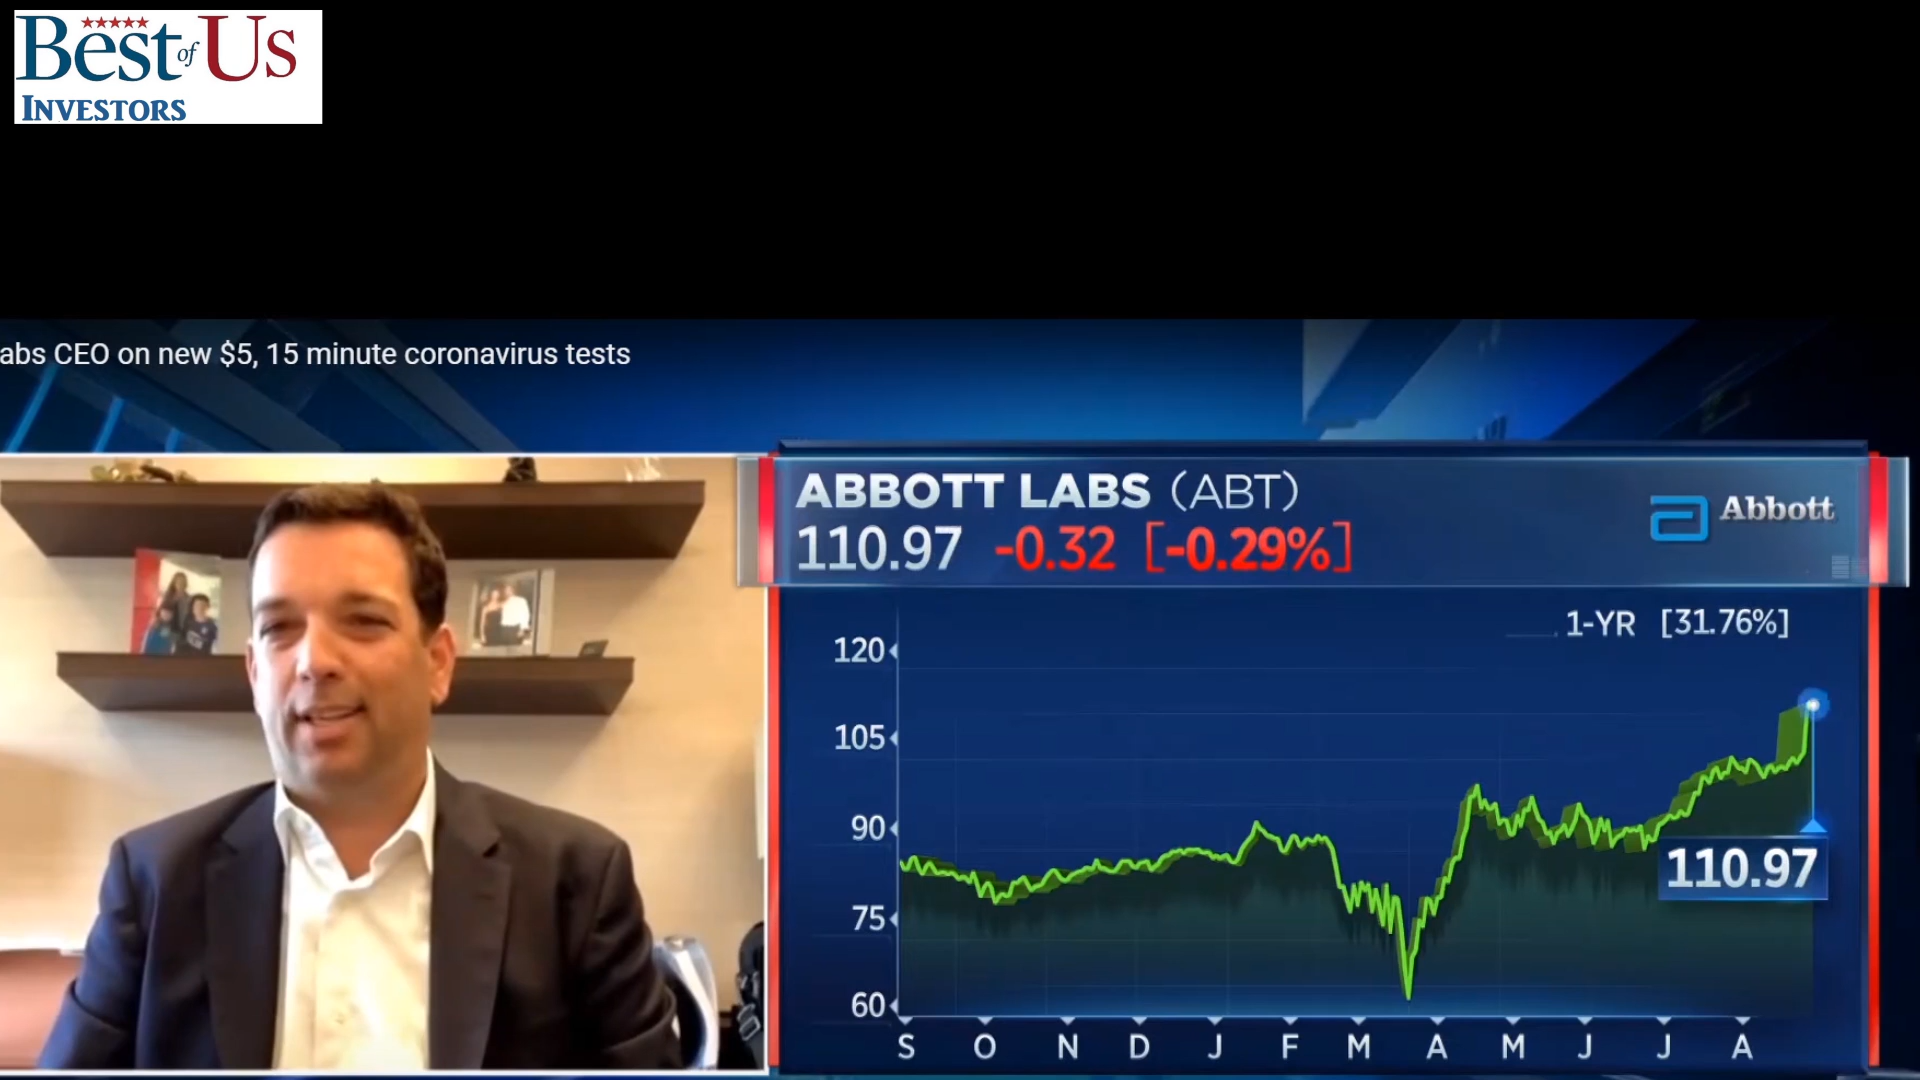 Best of Us
INVESTORS
abs CEO on new $5, 15 minute coronavirus tests
ABBOTT LABS (ABT)
110.97 -0.32 [-0.29%]
Abbott
1-YR [31.76%]
120
105
90
75
60
110.97
S O N D J F M A M J J A